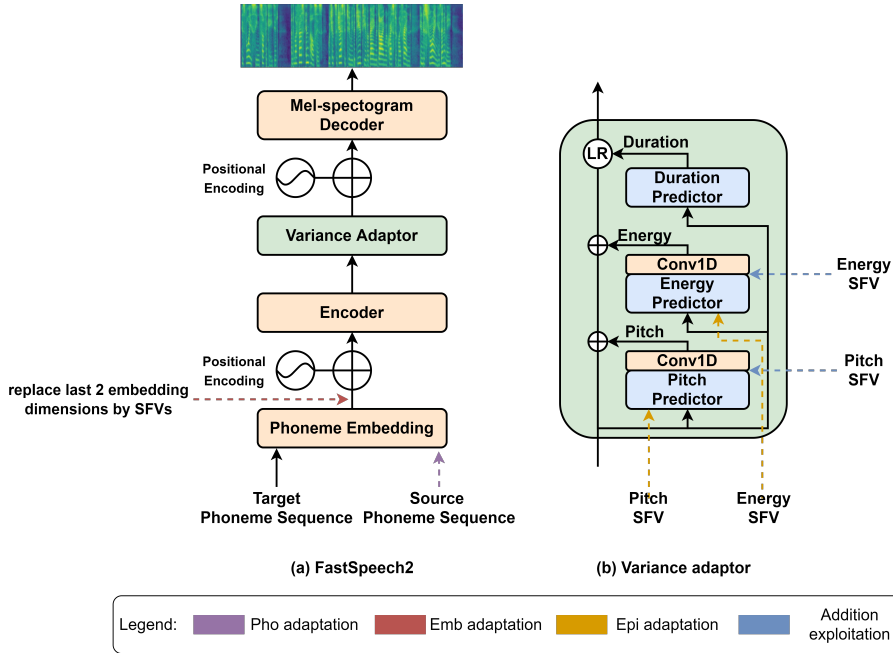 Mel-spectrogram
Decoder
Positional
Encoding
Variance Adaptor
Encoder
Positional
Encoding
replace last 2 embedding
dimensions by SFVs
Phoneme Embedding
Target
Phoneme Sequence
Source
Phoneme Sequence
(a) FastSpeech2
LR
Duration
Duration
Predictor
Energy
Conv1D
Energy
Predictor
Energy
SFV
Pitch
Conv1D
Pitch
Predictor
Pitch
SFV
Pitch
SFV
Energy
SFV
(b) Variance adaptor
Legend:
Pho adaptation
Emb adaptation
Epi adaptation
Addition
exploitation